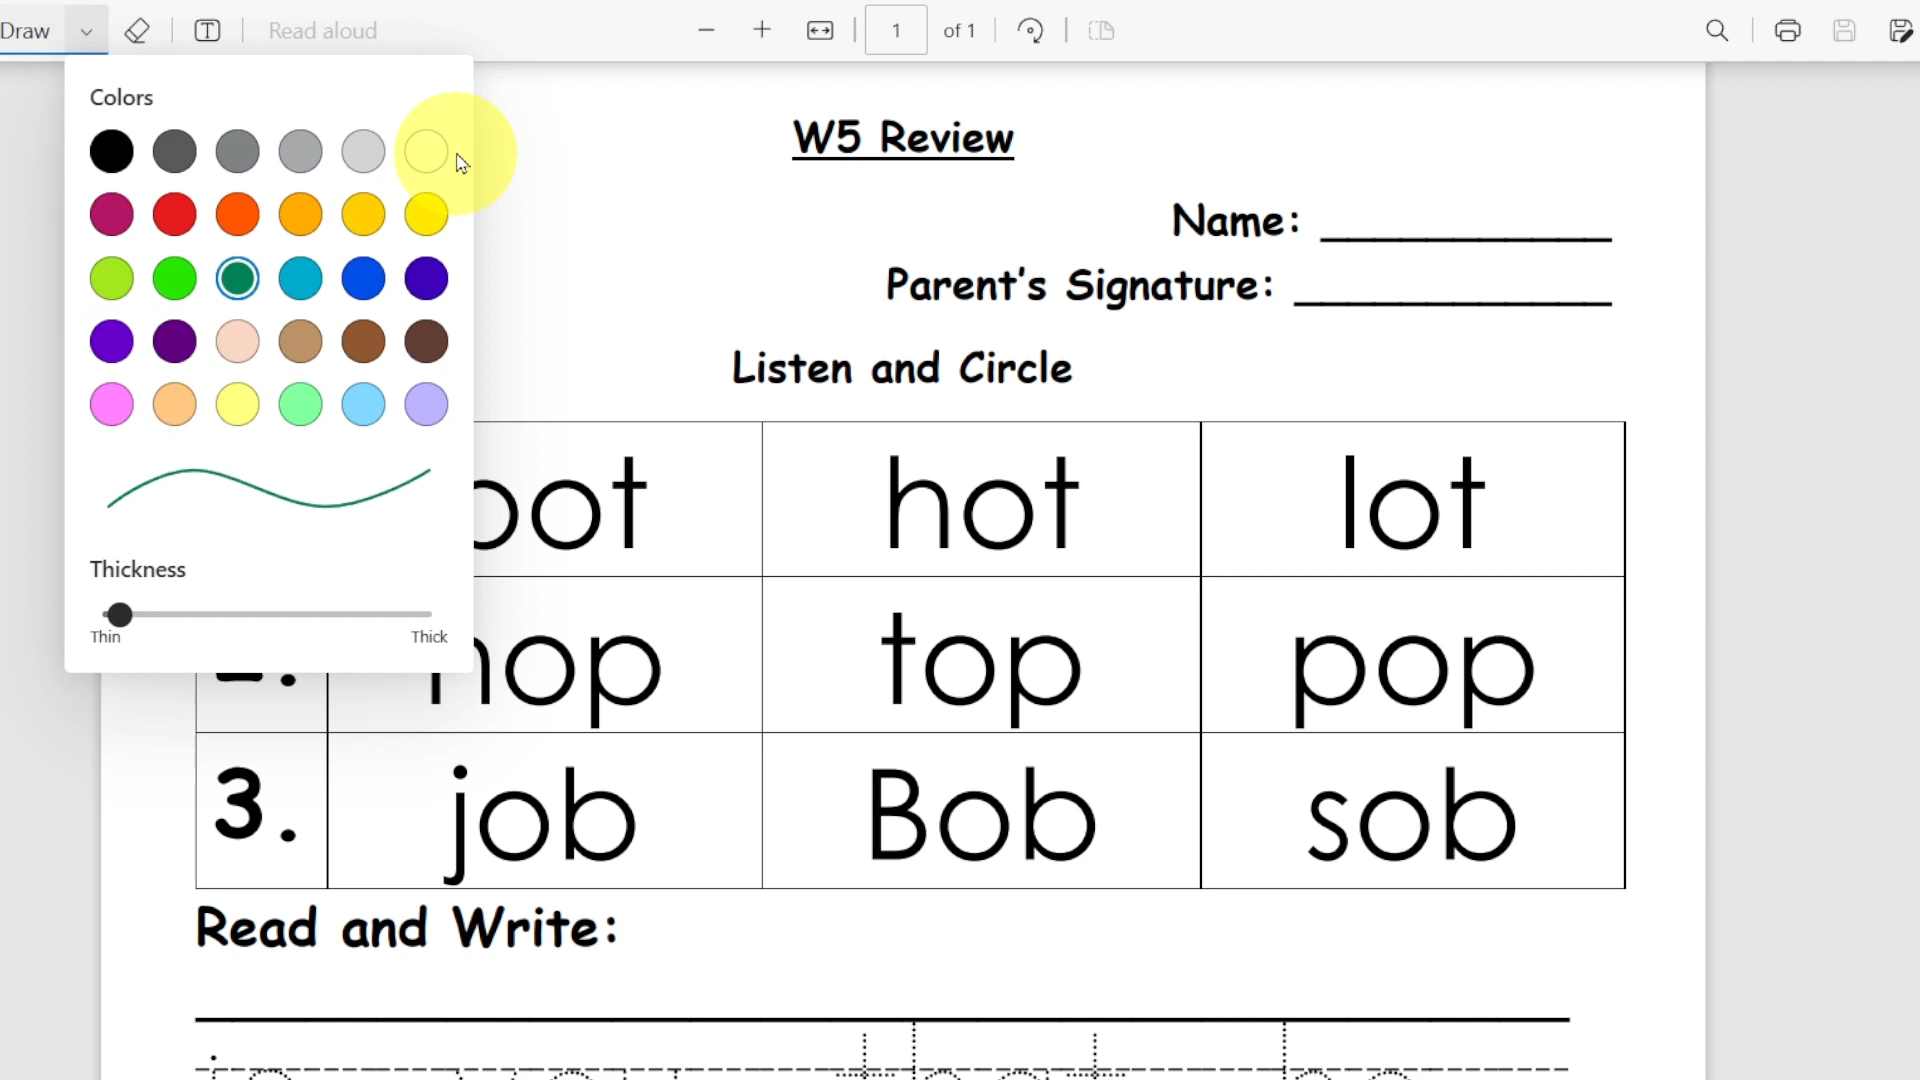 Draw Read aloud 1 of 1
Colors
Thickness
Thin Thick
W5 Review
Name: ___________
Parent's Signature: ____________
Listen and Circle
hot lot
top pop
3. job Bob sob
Read and Write: